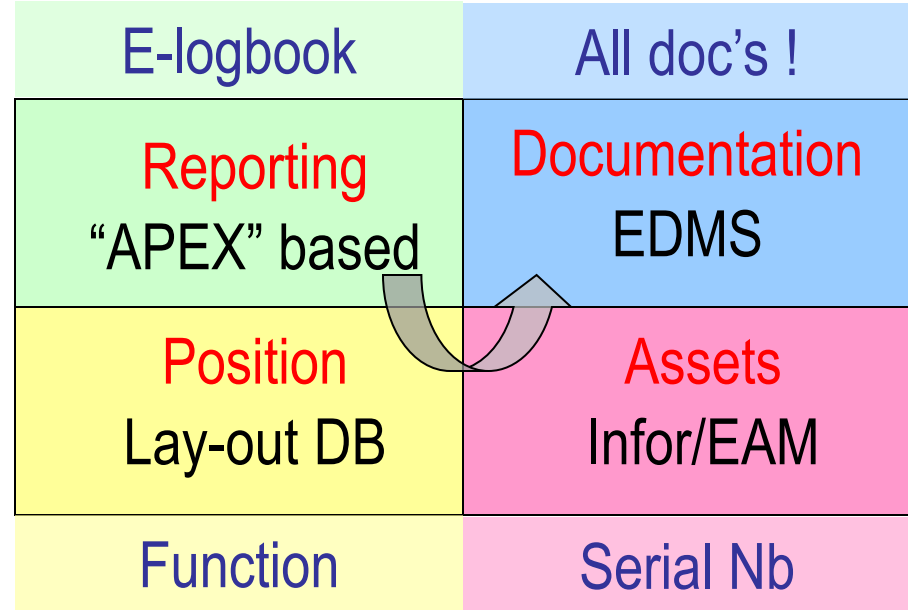 E-logbook
All doc’s !
Reporting
“APEX” based
Documentation
EDMS
Position
Lay-out DB
Assets
Infor/EAM
Function
Serial Nb